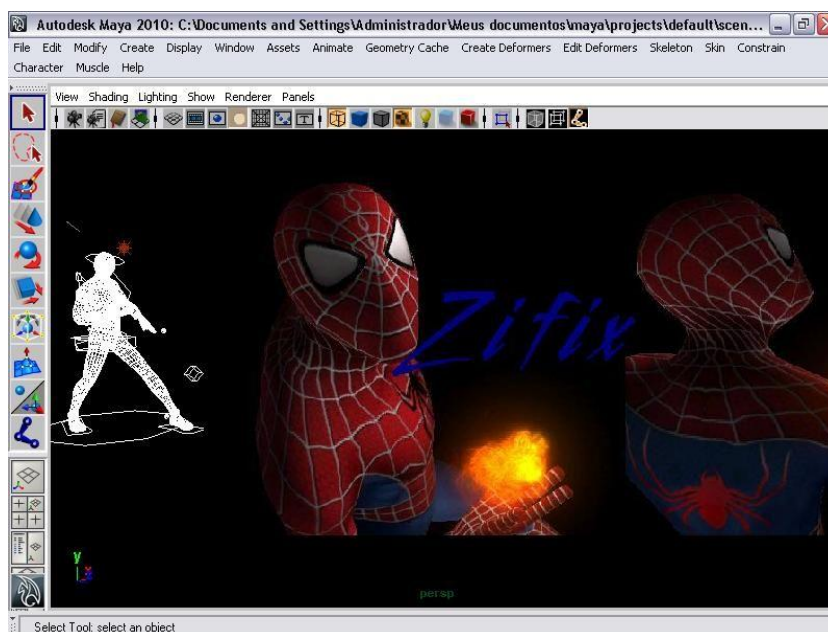 Autodesk Maya 2010: C:\Documents and Settings\Administrador\Meus documentos\maya\projects\default\scen...
File Edit Modify Create Display Window Assets Animate Geometry Cache Create Deformers Edit Deformers Skeleton Skin Constrain
Character Muscle Help
View Shading Lighting Show Renderer Panels
Zifix
y
persp
Select Tool: select an object